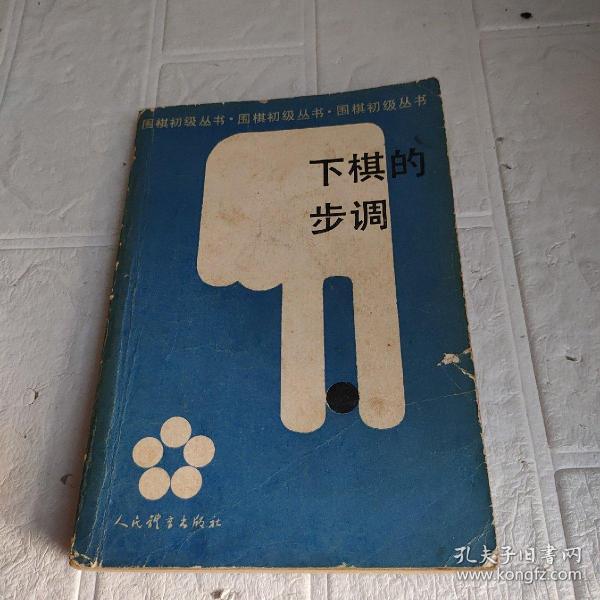 围棋初级丛书·围棋初级丛书·围棋初级丛书
下棋的
步调
人民體育出版社
孔夫子旧书网
www.kongfz.com